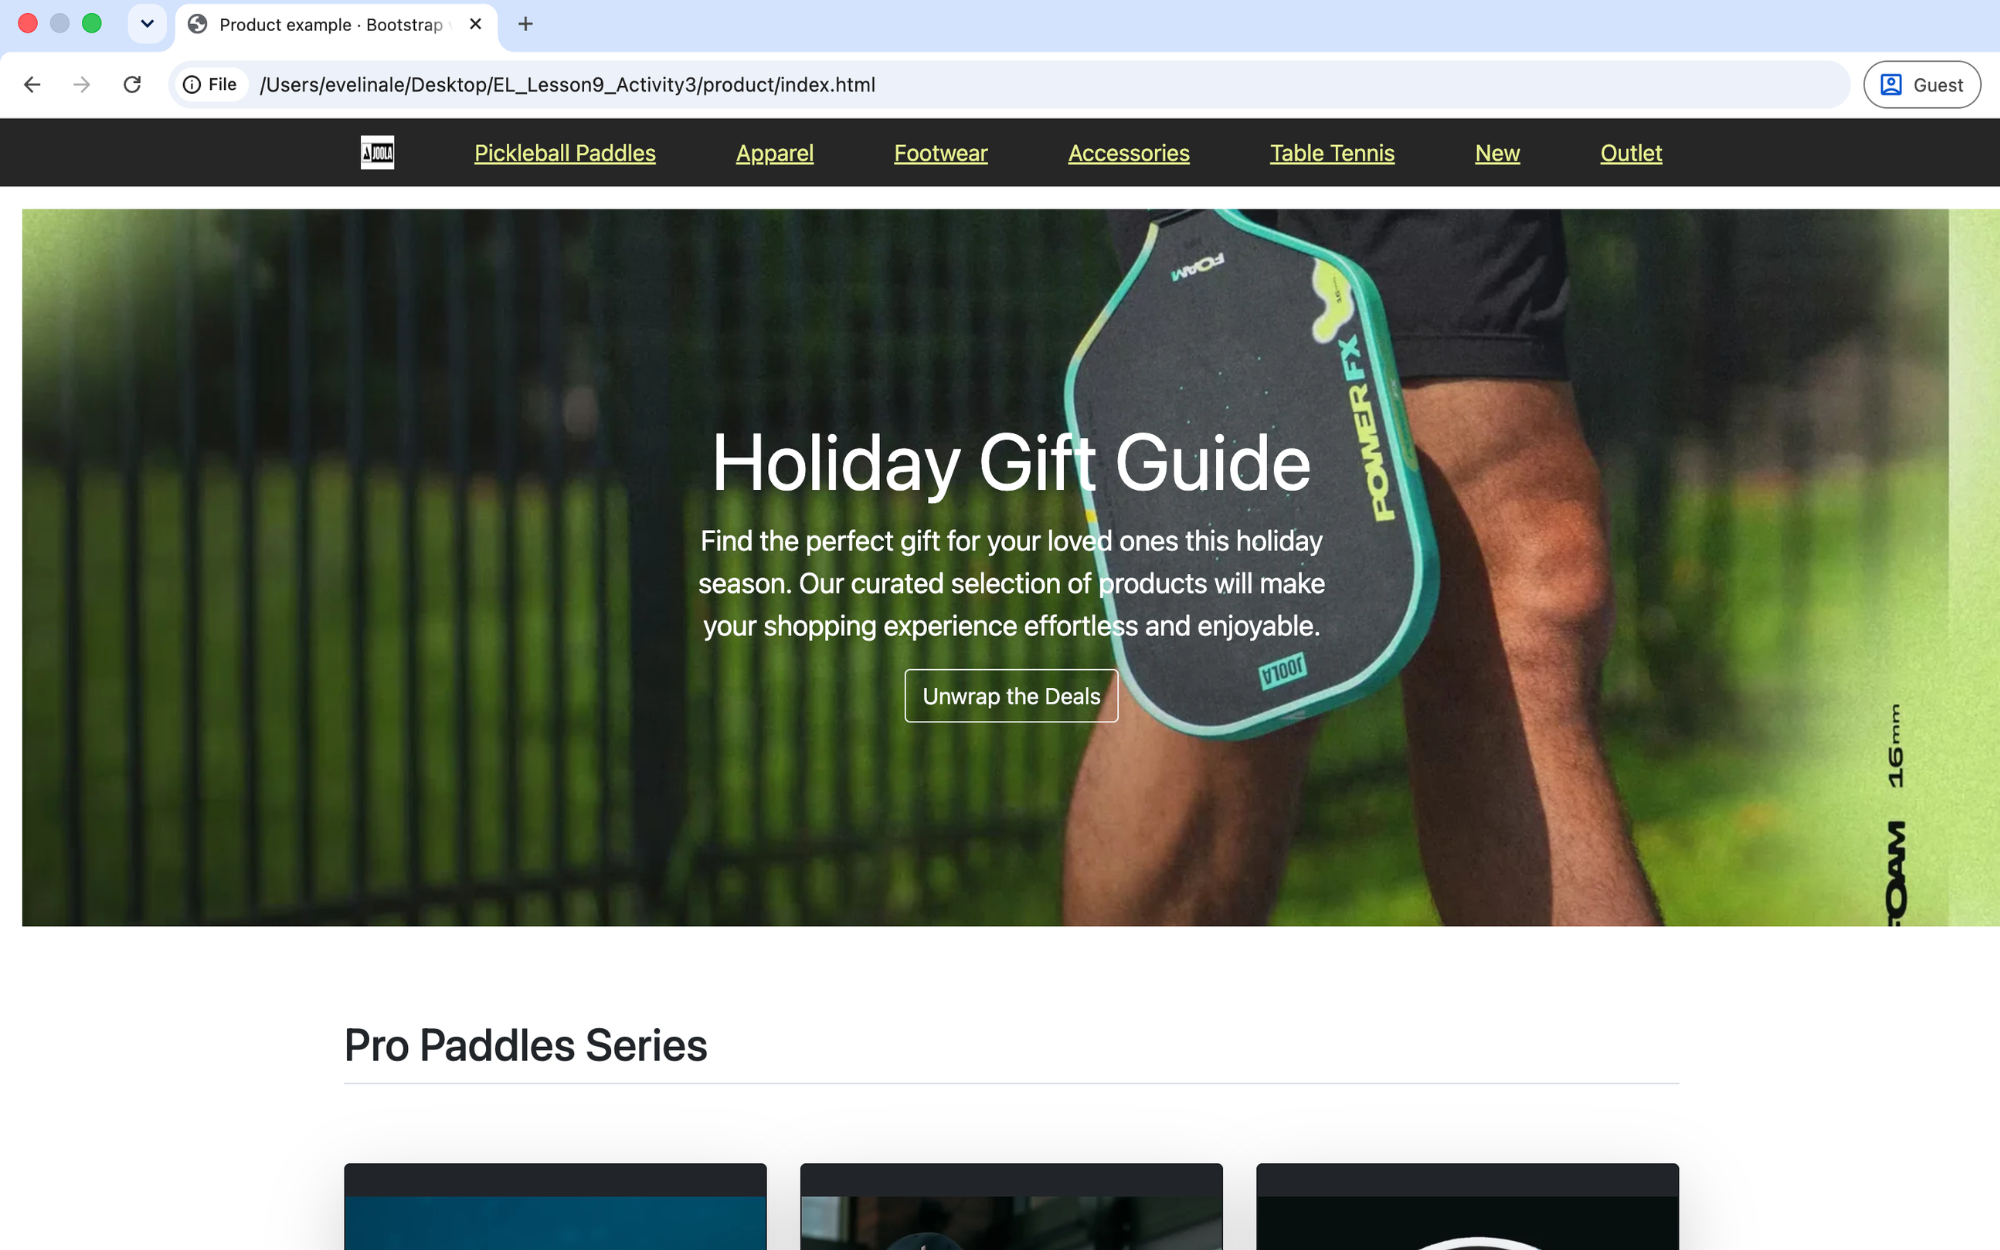 Product example · Bootstrap
File /Users/evelinale/Desktop/EL_Lesson9_Activity3/product/index.html
Guest
JOOLA Pickleball Paddles Apparel Footwear Accessories Table Tennis New Outlet
FOAM
16mm
POWER FX
JOOLA
Holiday Gift Guide
Find the perfect gift for your loved ones this holiday
season. Our curated selection of products will make
your shopping experience effortless and enjoyable.
Unwrap the Deals
FOAM 16mm
Pro Paddles Series